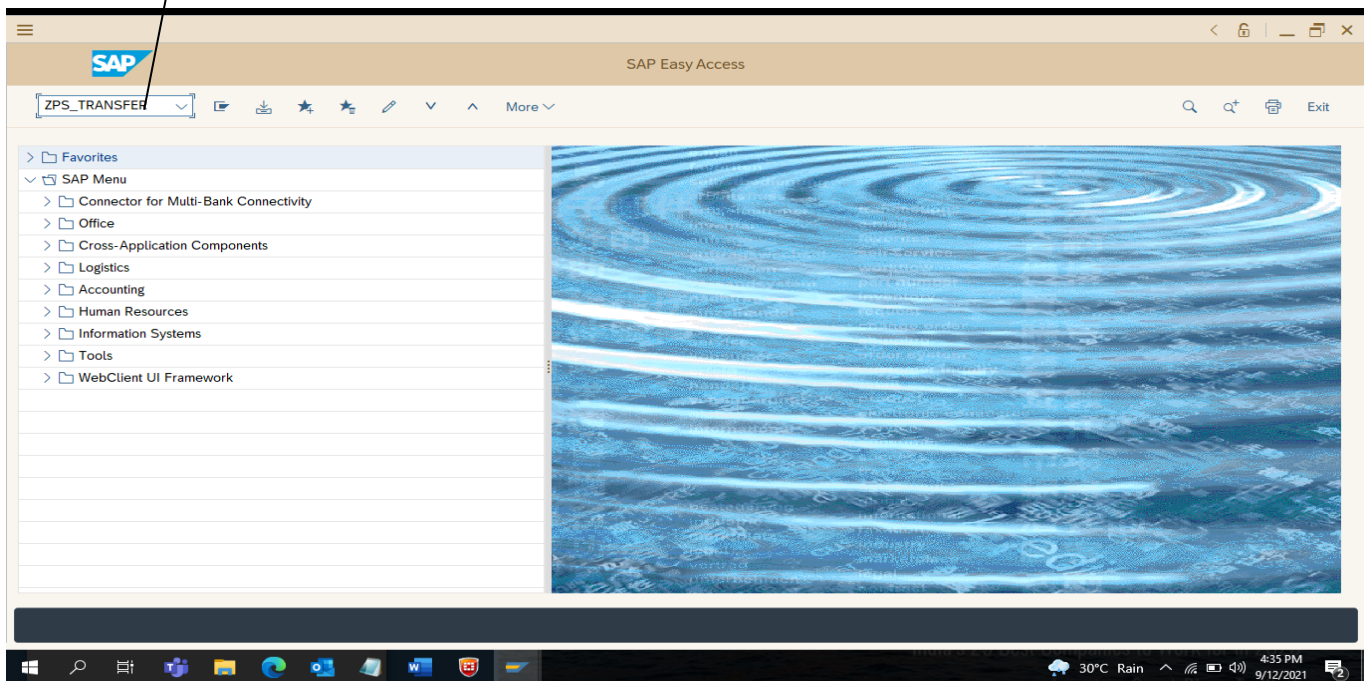 SAP
SAP Easy Access
ZPS_TRANSFER
More
Exit
Favorites
SAP Menu
Connector for Multi-Bank Connectivity
Office
Cross-Application Components
Logistics
Accounting
Human Resources
Information Systems
Tools
WebClient UI Framework
30°C Rain
4:35 PM
9/12/2021
2